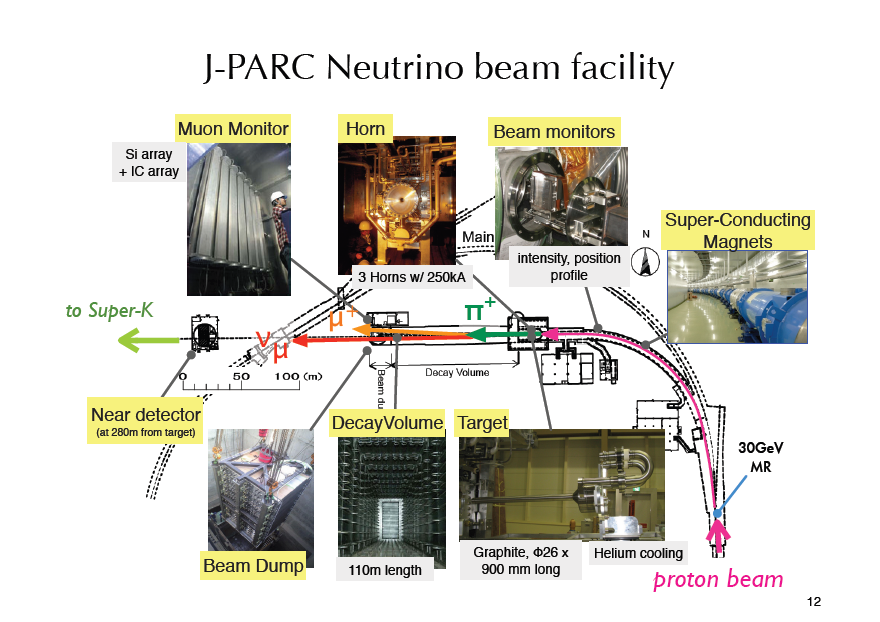 J-PARC Neutrino beam facility
Muon Monitor
Horn
Beam monitors
Si array
+ IC array
Super-Conducting
Magnets
Main
N
intensity, position
profile
3 Horns w/ 250kA
to Super-K
π+
μ+
νμ
0 50 100 (m)
Decay Volume
Beam du
Near detector
(at 280m from target)
DecayVolume
Target
30GeV
MR
Beam Dump
110m length
Graphite, Φ26 x
900 mm long
Helium cooling
proton beam
12